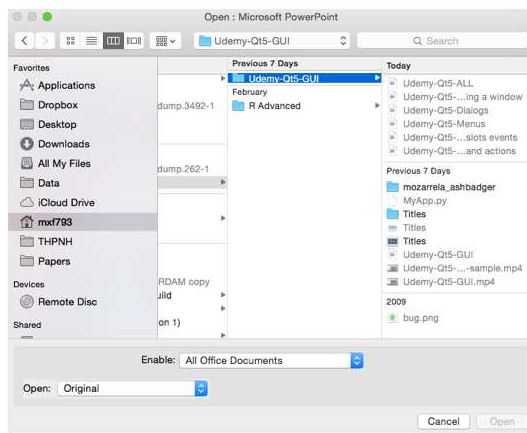 Open : Microsoft PowerPoint
Udemy-Qt5-GUI
Search
Favorites
Applications
Dropbox
Desktop
Downloads
All My Files
Data
iCloud Drive
mxf793
THPNH
Papers
Devices
Remote Disc
Shared
dump.3492-1
dump.262-1
RDAM copy
uild
on 1)
Previous 7 Days
Udemy-Qt5-GUI
February
R Advanced
Today
Udemy-Qt5-ALL
Udemy-Qt5-...ing a window
Udemy-Qt5-Dialogs
Udemy-Qt5-Menus
Udemy-Qt5-...slots events
Udemy-Qt5-...and actions
Previous 7 Days
mozarrela_ashbadger
MyApp.py
Titles
Titles
Titles
Udemy-Qt5-GUI
Udemy-Qt5-...-sample.mp4
Udemy-Qt5-GUI.mp4
2009
bug.png
Enable: All Office Documents
Open: Original
Cancel
Open